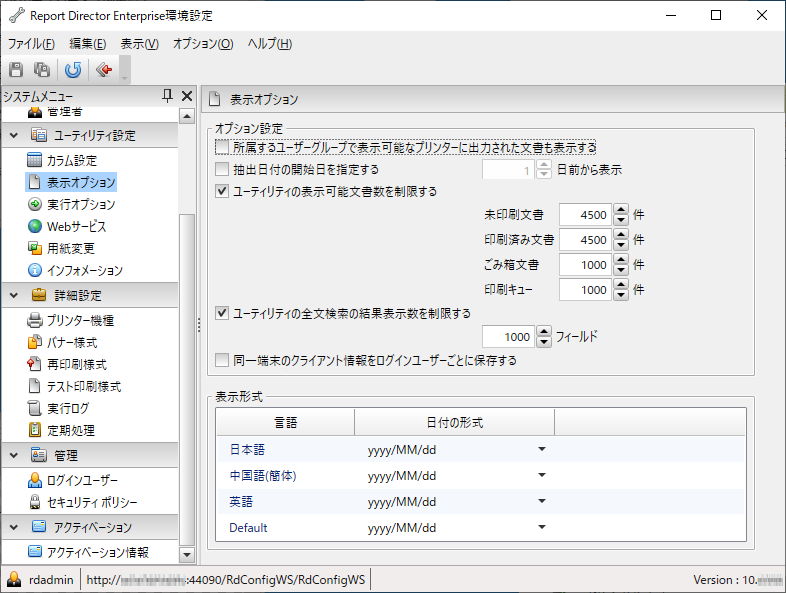 Report Director Enterprise環境設定
ファイル(F) 編集(E) 表示(V) オプション(O) ヘルプ(H)
システムメニュー
管理者
ユーティリティ設定
カラム設定
表示オプション
実行オプション
Webサービス
用紙変更
インフォメーション
詳細設定
プリンター機種
バナー様式
再印刷様式
テスト印刷様式
実行ログ
定期処理
管理
ログインユーザー
セキュリティ ポリシー
アクティベーション
アクティベーション情報
表示オプション
オプション設定
所属するユーザーグループで表示可能なプリンターに出力された文書も表示する
抽出日付の開始日を指定する 1 日前から表示
ユーティリティの表示可能文書数を制限する
未印刷文書 4500 件
印刷済み文書 4500 件
ごみ箱文書 1000 件
印刷キュー 1000 件
ユーティリティの全文検索の結果表示数を制限する
1000 フィールド
同一端末のクライアント情報をログインユーザーごとに保存する
表示形式
言語 日付の形式
日本語 yyyy/MM/dd
中国語(簡体) yyyy/MM/dd
英語 yyyy/MM/dd
Default yyyy/MM/dd
rdadmin http:// :44090/RdConfigWS/RdConfigWS Version : 10.